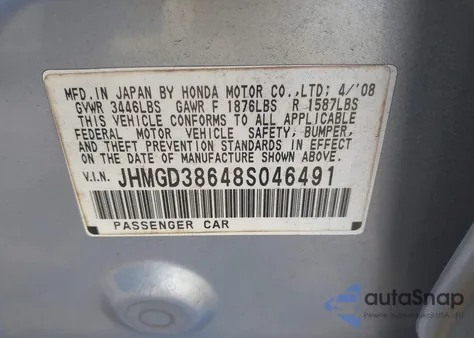 MFD. IN JAPAN BY HONDA MOTOR CO.,LTD; 4/'08
GVWR 3446LBS GAWR F 1876LBS R 1587LBS
THIS VEHICLE CONFORMS TO ALL APPLICABLE
FEDERAL MOTOR VEHICLE SAFETY, BUMPER,
AND THEFT PREVENTION STANDARDS IN EFFECT
ON THE DATE OF MANUFACTURE SHOWN ABOVE.
V.I.N. JHMGD38648S046491
PASSENGER CAR
autoSnap